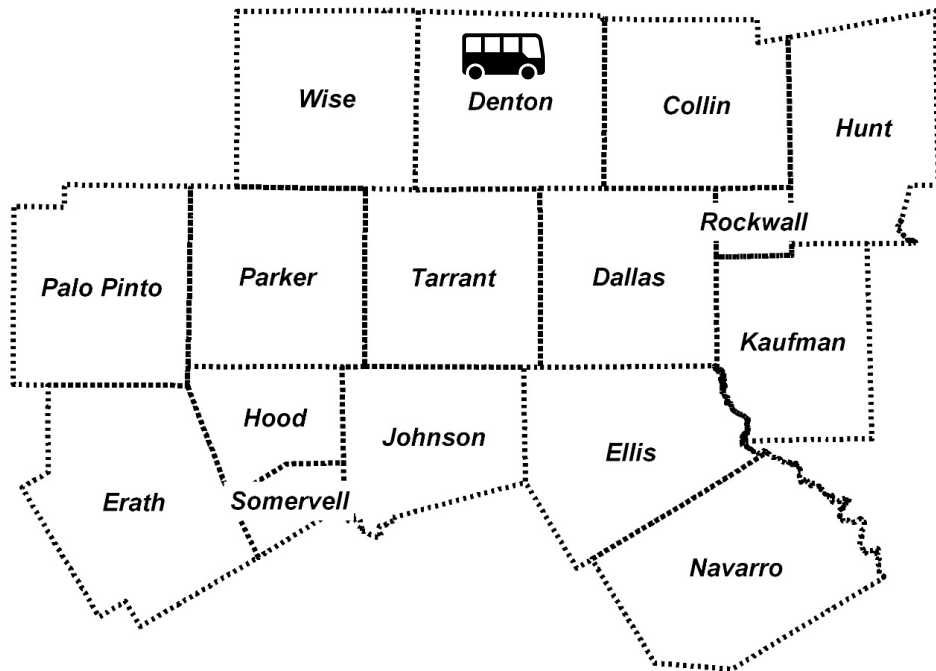 Wise
Denton
Collin
Hunt
Rockwall
Palo Pinto
Parker
Tarrant
Dallas
Kaufman
Hood
Johnson
Ellis
Erath
Somervell
Navarro